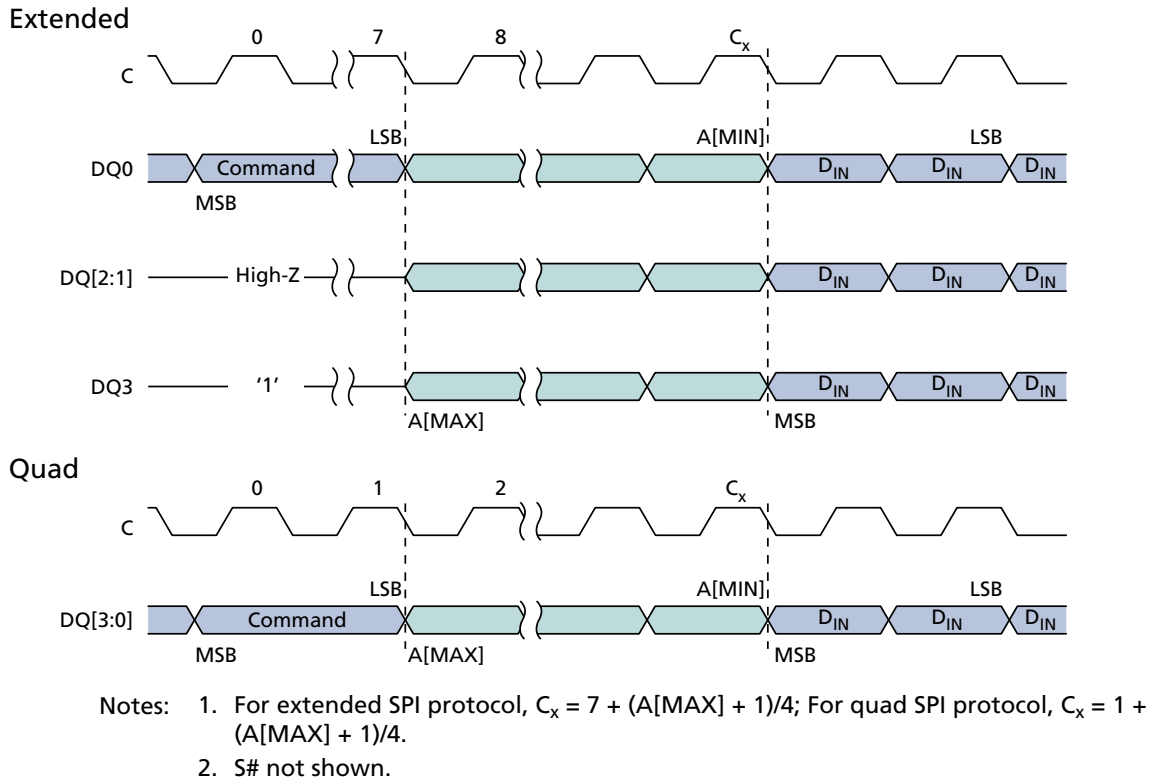 Extended
0 7 8 Cx
C
LSB A[MIN] LSB
DQ0 Command DIN DIN DIN
MSB
DQ[2:1] High-Z DIN DIN DIN
DQ3 '1' DIN DIN DIN
A[MAX] MSB
Quad
0 1 2 Cx
C
LSB A[MIN] LSB
DQ[3:0] Command DIN DIN DIN
MSB A[MAX] MSB
Notes: 1. For extended SPI protocol, Cx = 7 + (A[MAX] + 1)/4; For quad SPI protocol, Cx = 1 +
(A[MAX] + 1)/4.
2. S# not shown.